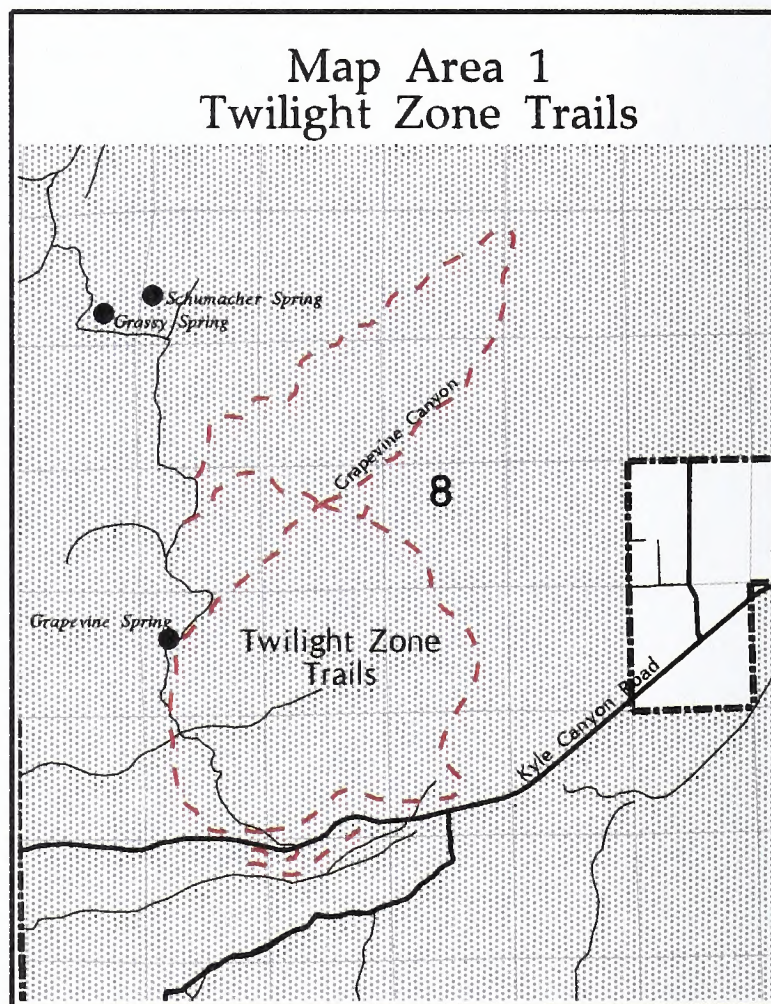 Map Area 1
Twilight Zone Trails
Schumacher Spring
Grassy Spring
Grapevine Canyon
8
Grapevine Spring
Twilight Zone
Trails
Kyle Canyon Road